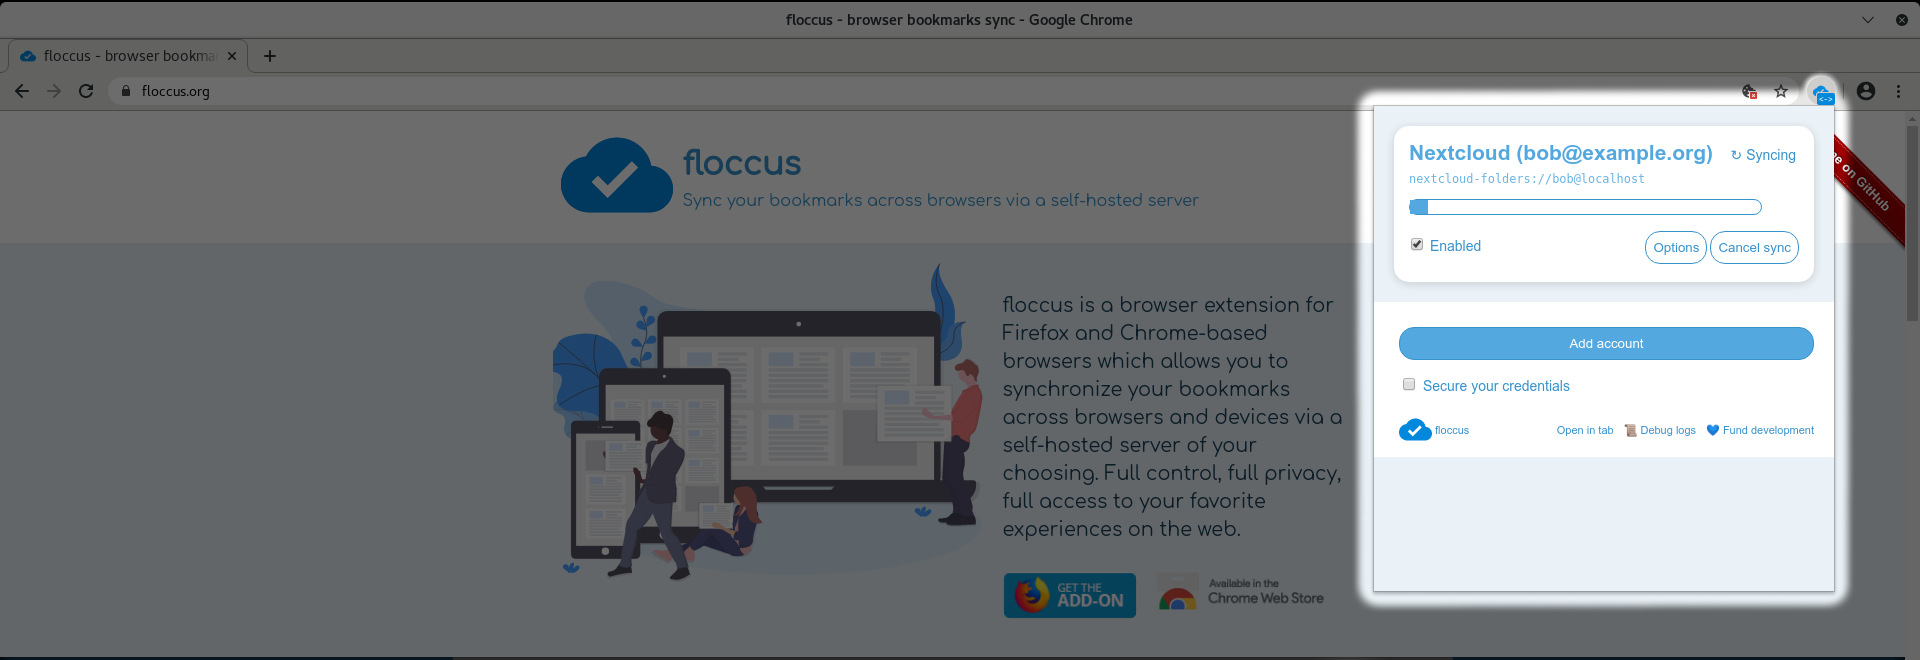 floccus - browser bookmarks sync - Google Chrome
floccus - browser bookma
floccus.org
floccus
Sync your bookmarks across browsers via a self-hosted server
floccus is a browser extension for
Firefox and Chrome-based
browsers which allows you to
synchronize your bookmarks
across browsers and devices via a
self-hosted server of your
choosing. Full control, full privacy,
full access to your favorite
experiences on the web.
GET THE
ADD-ON
Available in the
Chrome Web Store
<->
Nextcloud (bob@example.org)
↻ Syncing
nextcloud-folders://bob@localhost
Enabled
Options
Cancel sync
Add account
Secure your credentials
floccus
Open in tab
Debug logs
Fund development
me on GitHub